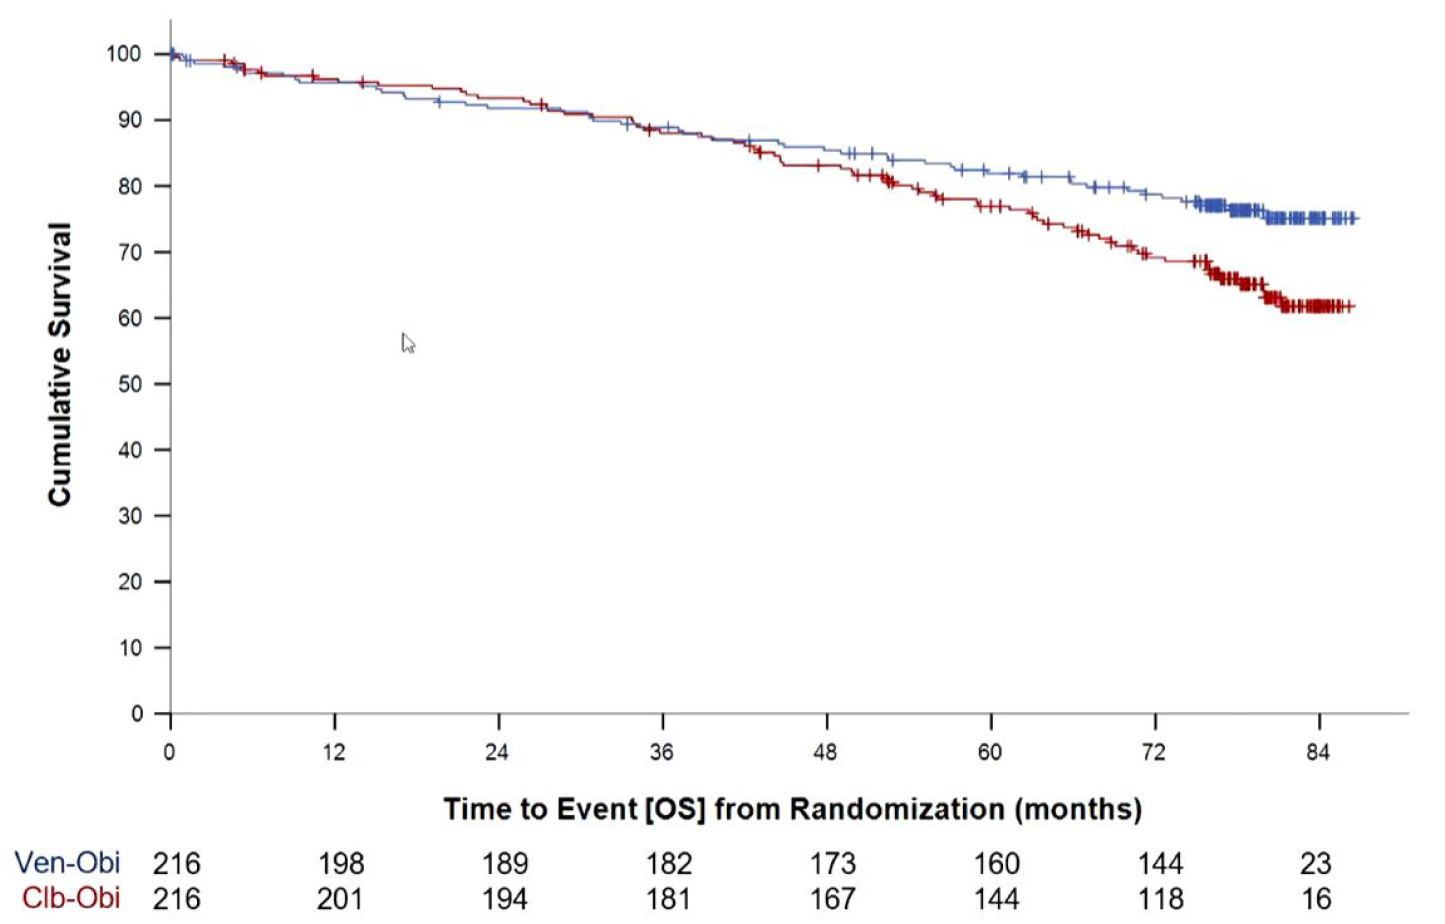 100
90
80
70
60
50
40
30
20
10
0
Cumulative Survival
0 12 24 36 48 60 72 84
Time to Event [OS] from Randomization (months)
Ven-Obi 216 198 189 182 173 160 144 23
Clb-Obi 216 201 194 181 167 144 118 16